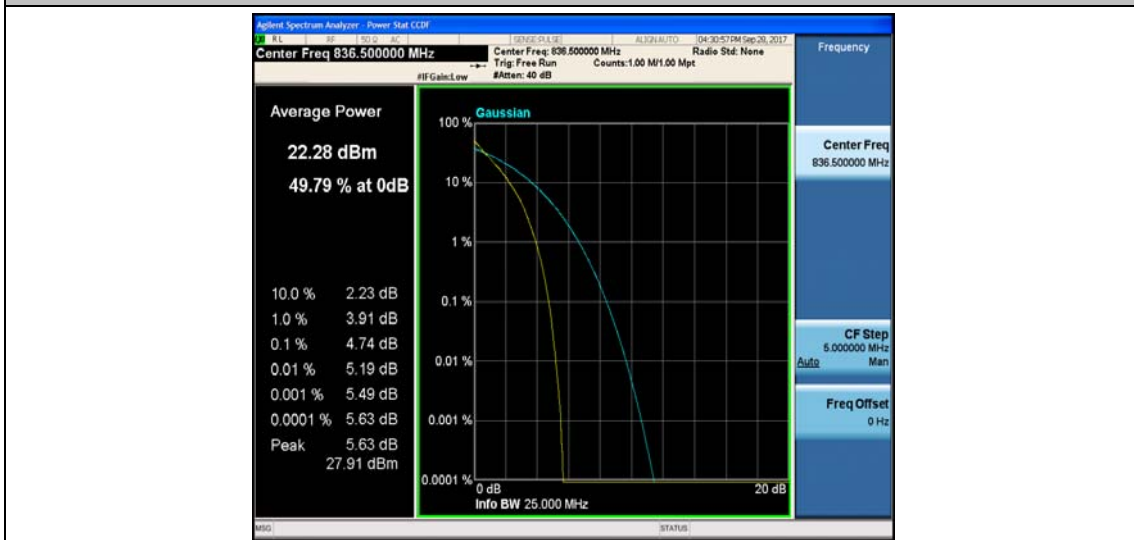 Agilent Spectrum Analyzer - Power Stat CCDF
RL RF 50 Ω AC SENSE:PULSE ALIGN AUTO 04:30:57 PM Sep 20, 2017
Center Freq 836.500000 MHz
Center Freq: 836.500000 MHz
Radio Std: None
Trig: Free Run
Counts:1.00 M/1.00 Mpt
#IFGain:Low
#Atten: 40 dB
Frequency
Average Power
22.28 dBm
49.79 % at 0dB
10.0 % 2.23 dB
1.0 % 3.91 dB
0.1 % 4.74 dB
0.01 % 5.19 dB
0.001 % 5.49 dB
0.0001 % 5.63 dB
Peak 5.63 dB
27.91 dBm
Gaussian
100 %
10 %
1 %
0.1 %
0.01 %
0.001 %
0.0001 %
0 dB
20 dB
Info BW 25.000 MHz
Center Freq
836.500000 MHz
CF Step
5.000000 MHz
Auto Man
Freq Offset
0 Hz
MSG
STATUS